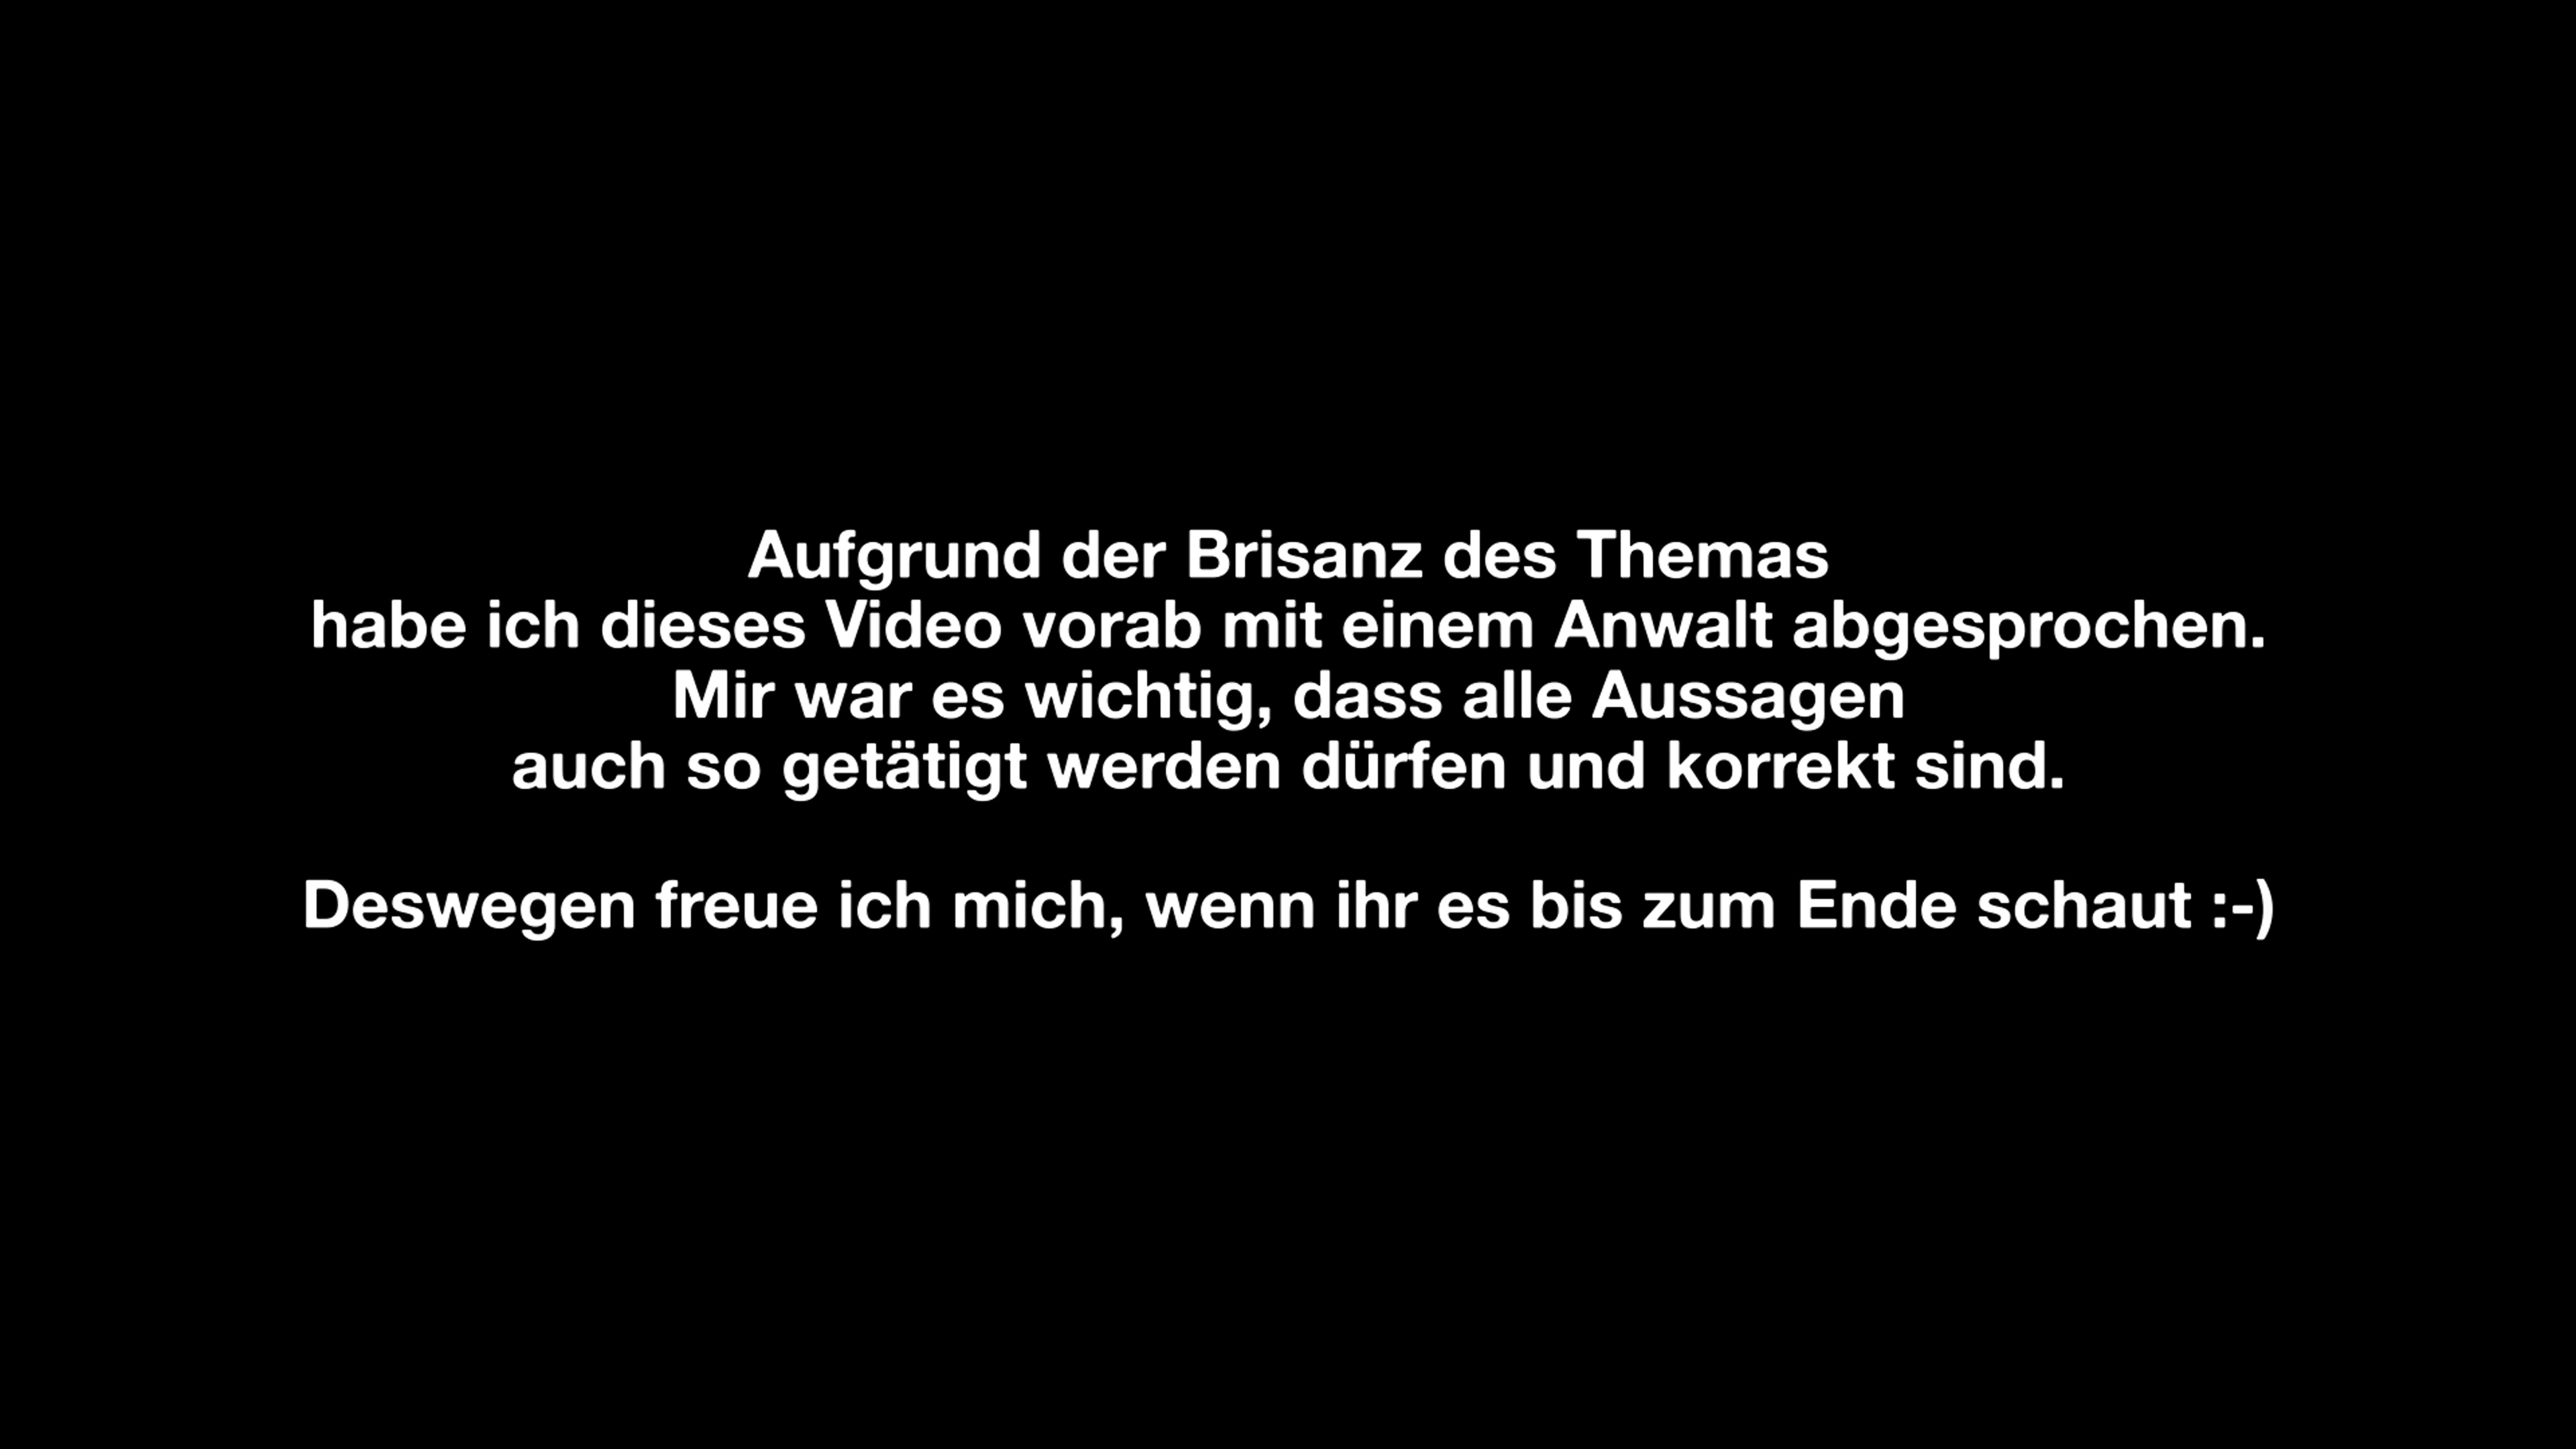 Aufgrund der Brisanz des Themas
habe ich dieses Video vorab mit einem Anwalt abgesprochen.
Mir war es wichtig, dass alle Aussagen
auch so getätigt werden dürfen und korrekt sind.
Deswegen freue ich mich, wenn ihr es bis zum Ende schaut :-)